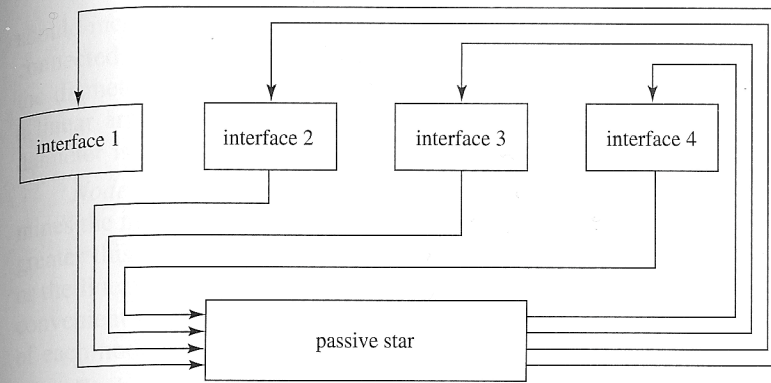 interface 1
interface 2
interface 3
interface 4
passive star